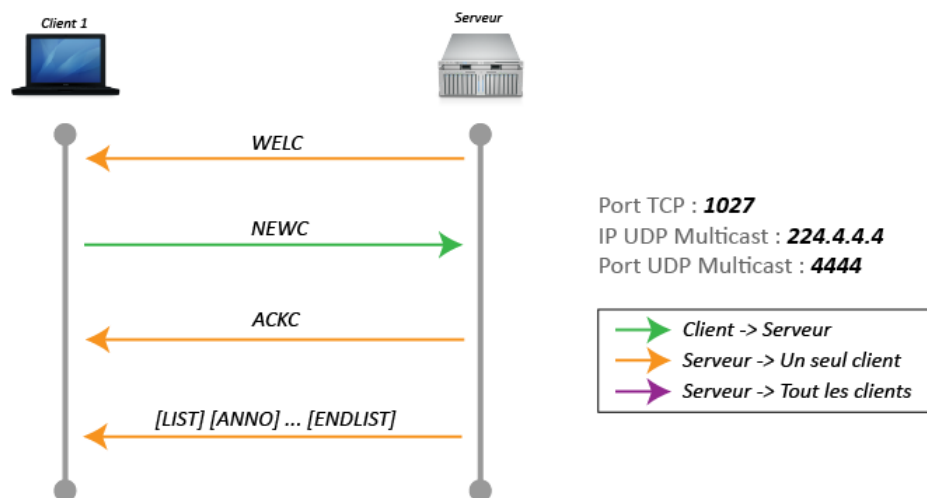 Client 1
Serveur
WELC
NEWC
ACKC
[LIST] [ANNO] ... [ENDLIST]
Port TCP : 1027
IP UDP Multicast : 224.4.4.4
Port UDP Multicast : 4444
Client -> Serveur
Serveur -> Un seul client
Serveur -> Tout les clients